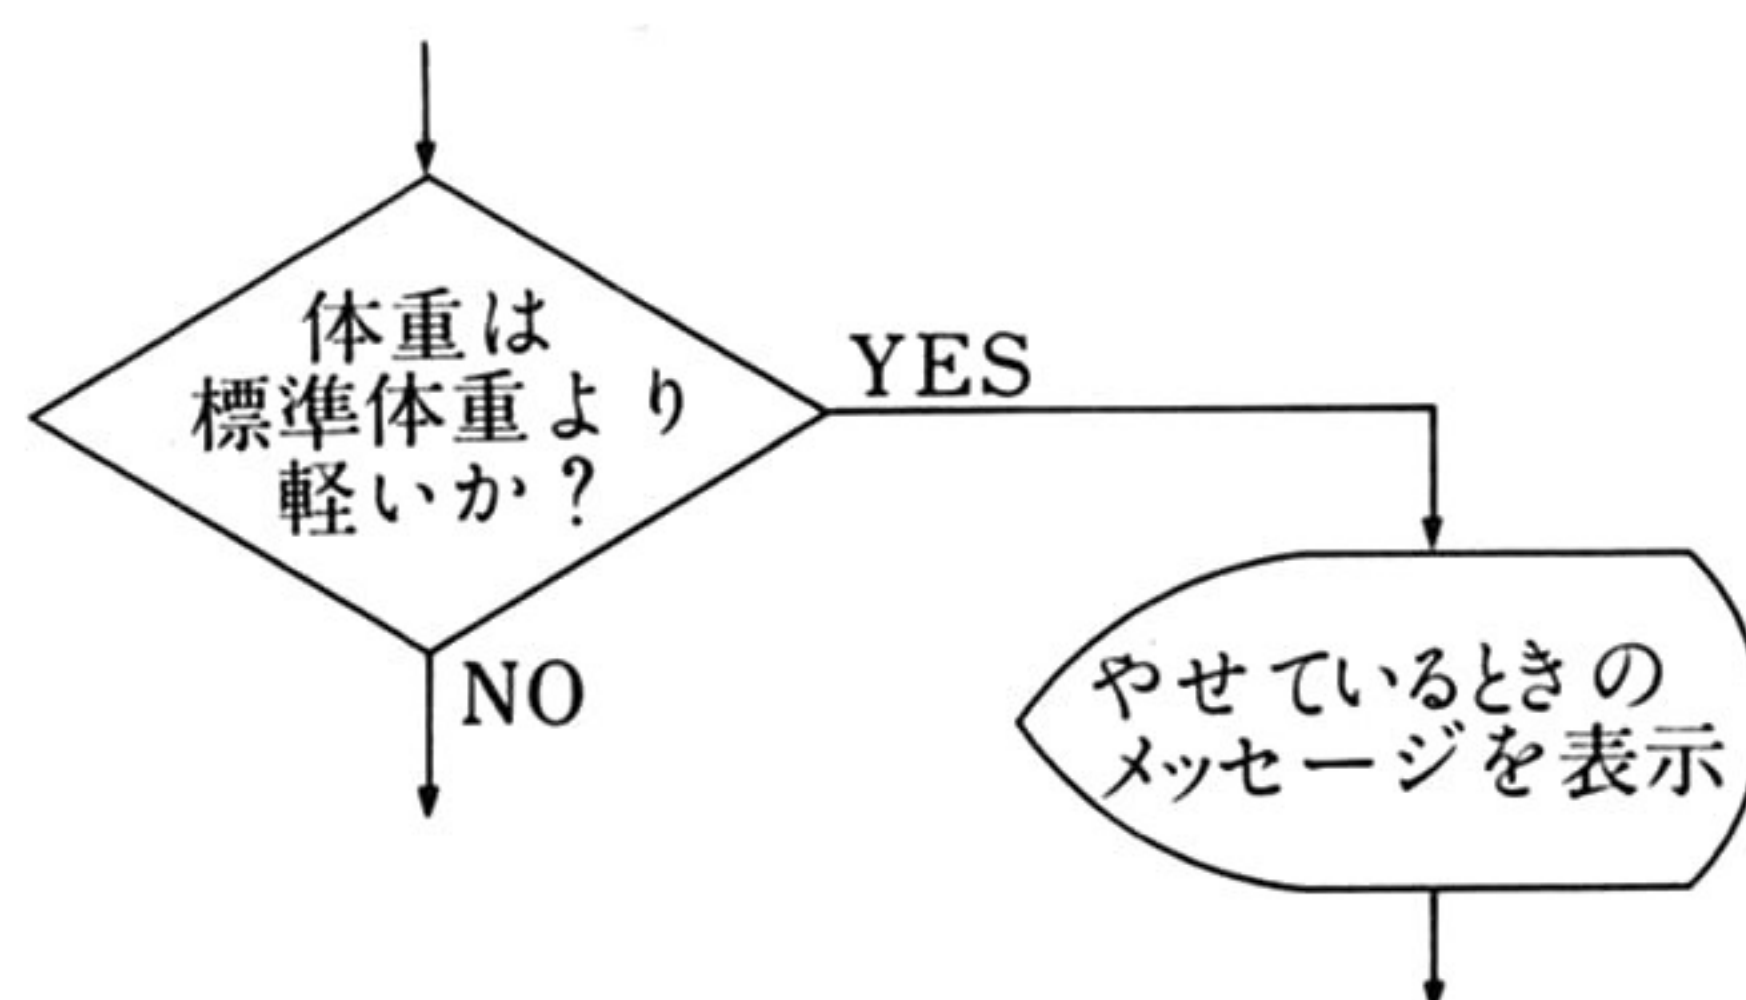 体重は
標準体重より
軽いか?
YES
NO
やせているときの
メッセージを表示